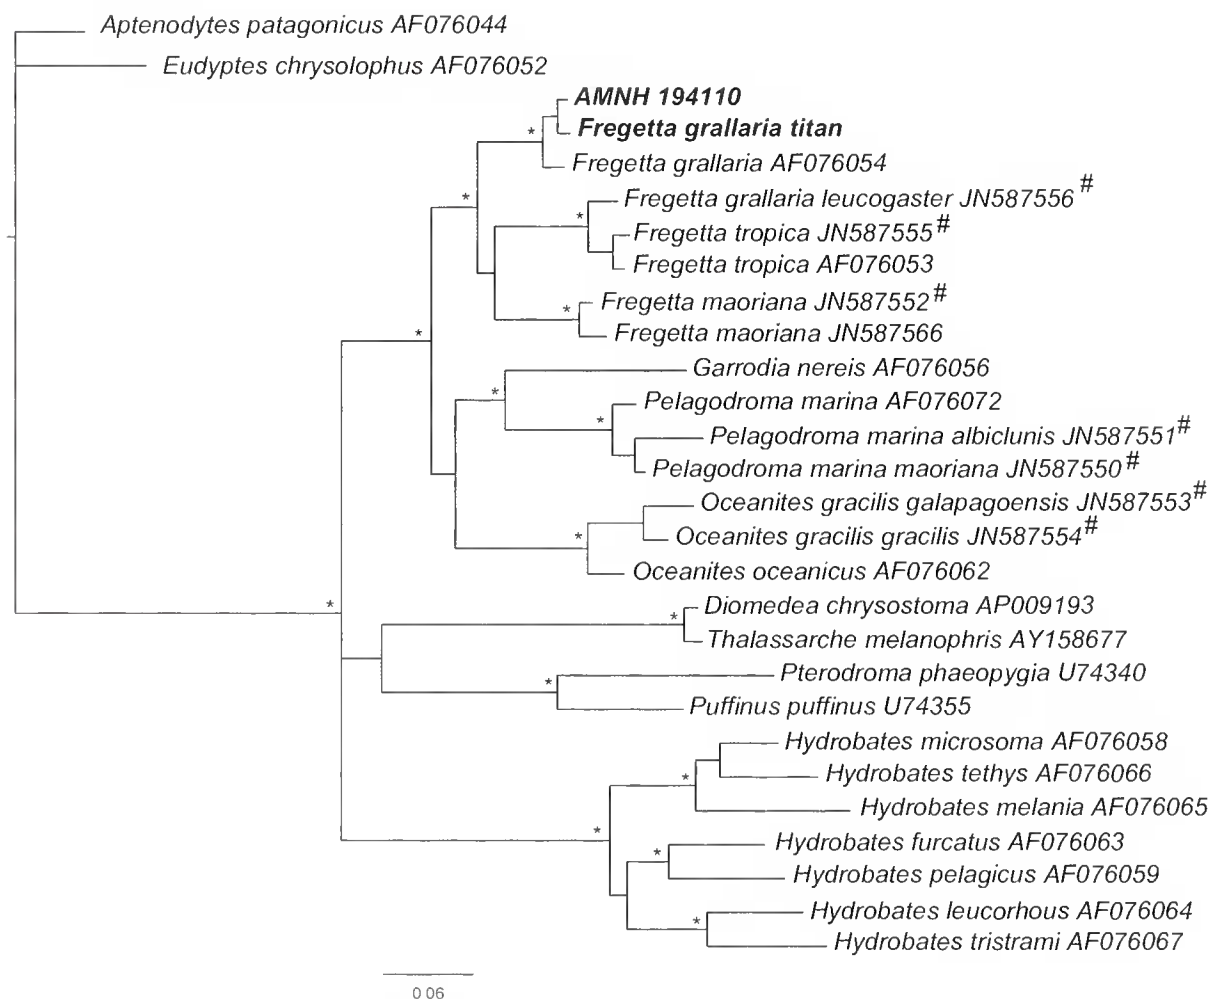 Aptenodytes patagonicus AF076044
Eudyptes chrysolophus AF076052
AMNH 194110
* Fregetta grallaria titan
Fregetta grallaria AF076054
* Fregetta grallaria leucogaster JN587556 #
* Fregetta tropica JN587555 #
Fregetta tropica AF076053
* Fregetta maoriana JN587552 #
* Fregetta maoriana JN587566
Garrodia nereis AF076056
* Pelagodroma marina AF076072
* Pelagodroma marina albiclunis JN587551 #
Pelagodroma marina maoriana JN587550 #
Oceanites gracilis galapagoensis JN587553 #
* Oceanites gracilis gracilis JN587554 #
Oceanites oceanicus AF076062
* Diomedea chrysostoma AP009193
* Thalassarche melanophris AY158677
Pterodroma phaeopygia U74340
* Puffinus puffinus U74355
Hydrobates microsoma AF076058
* Hydrobates tethys AF076066
Hydrobates melania AF076065
* Hydrobates furcatus AF076063
* Hydrobates pelagicus AF076059
* Hydrobates leucorhous AF076064
Hydrobates tristrami AF076067
0 06